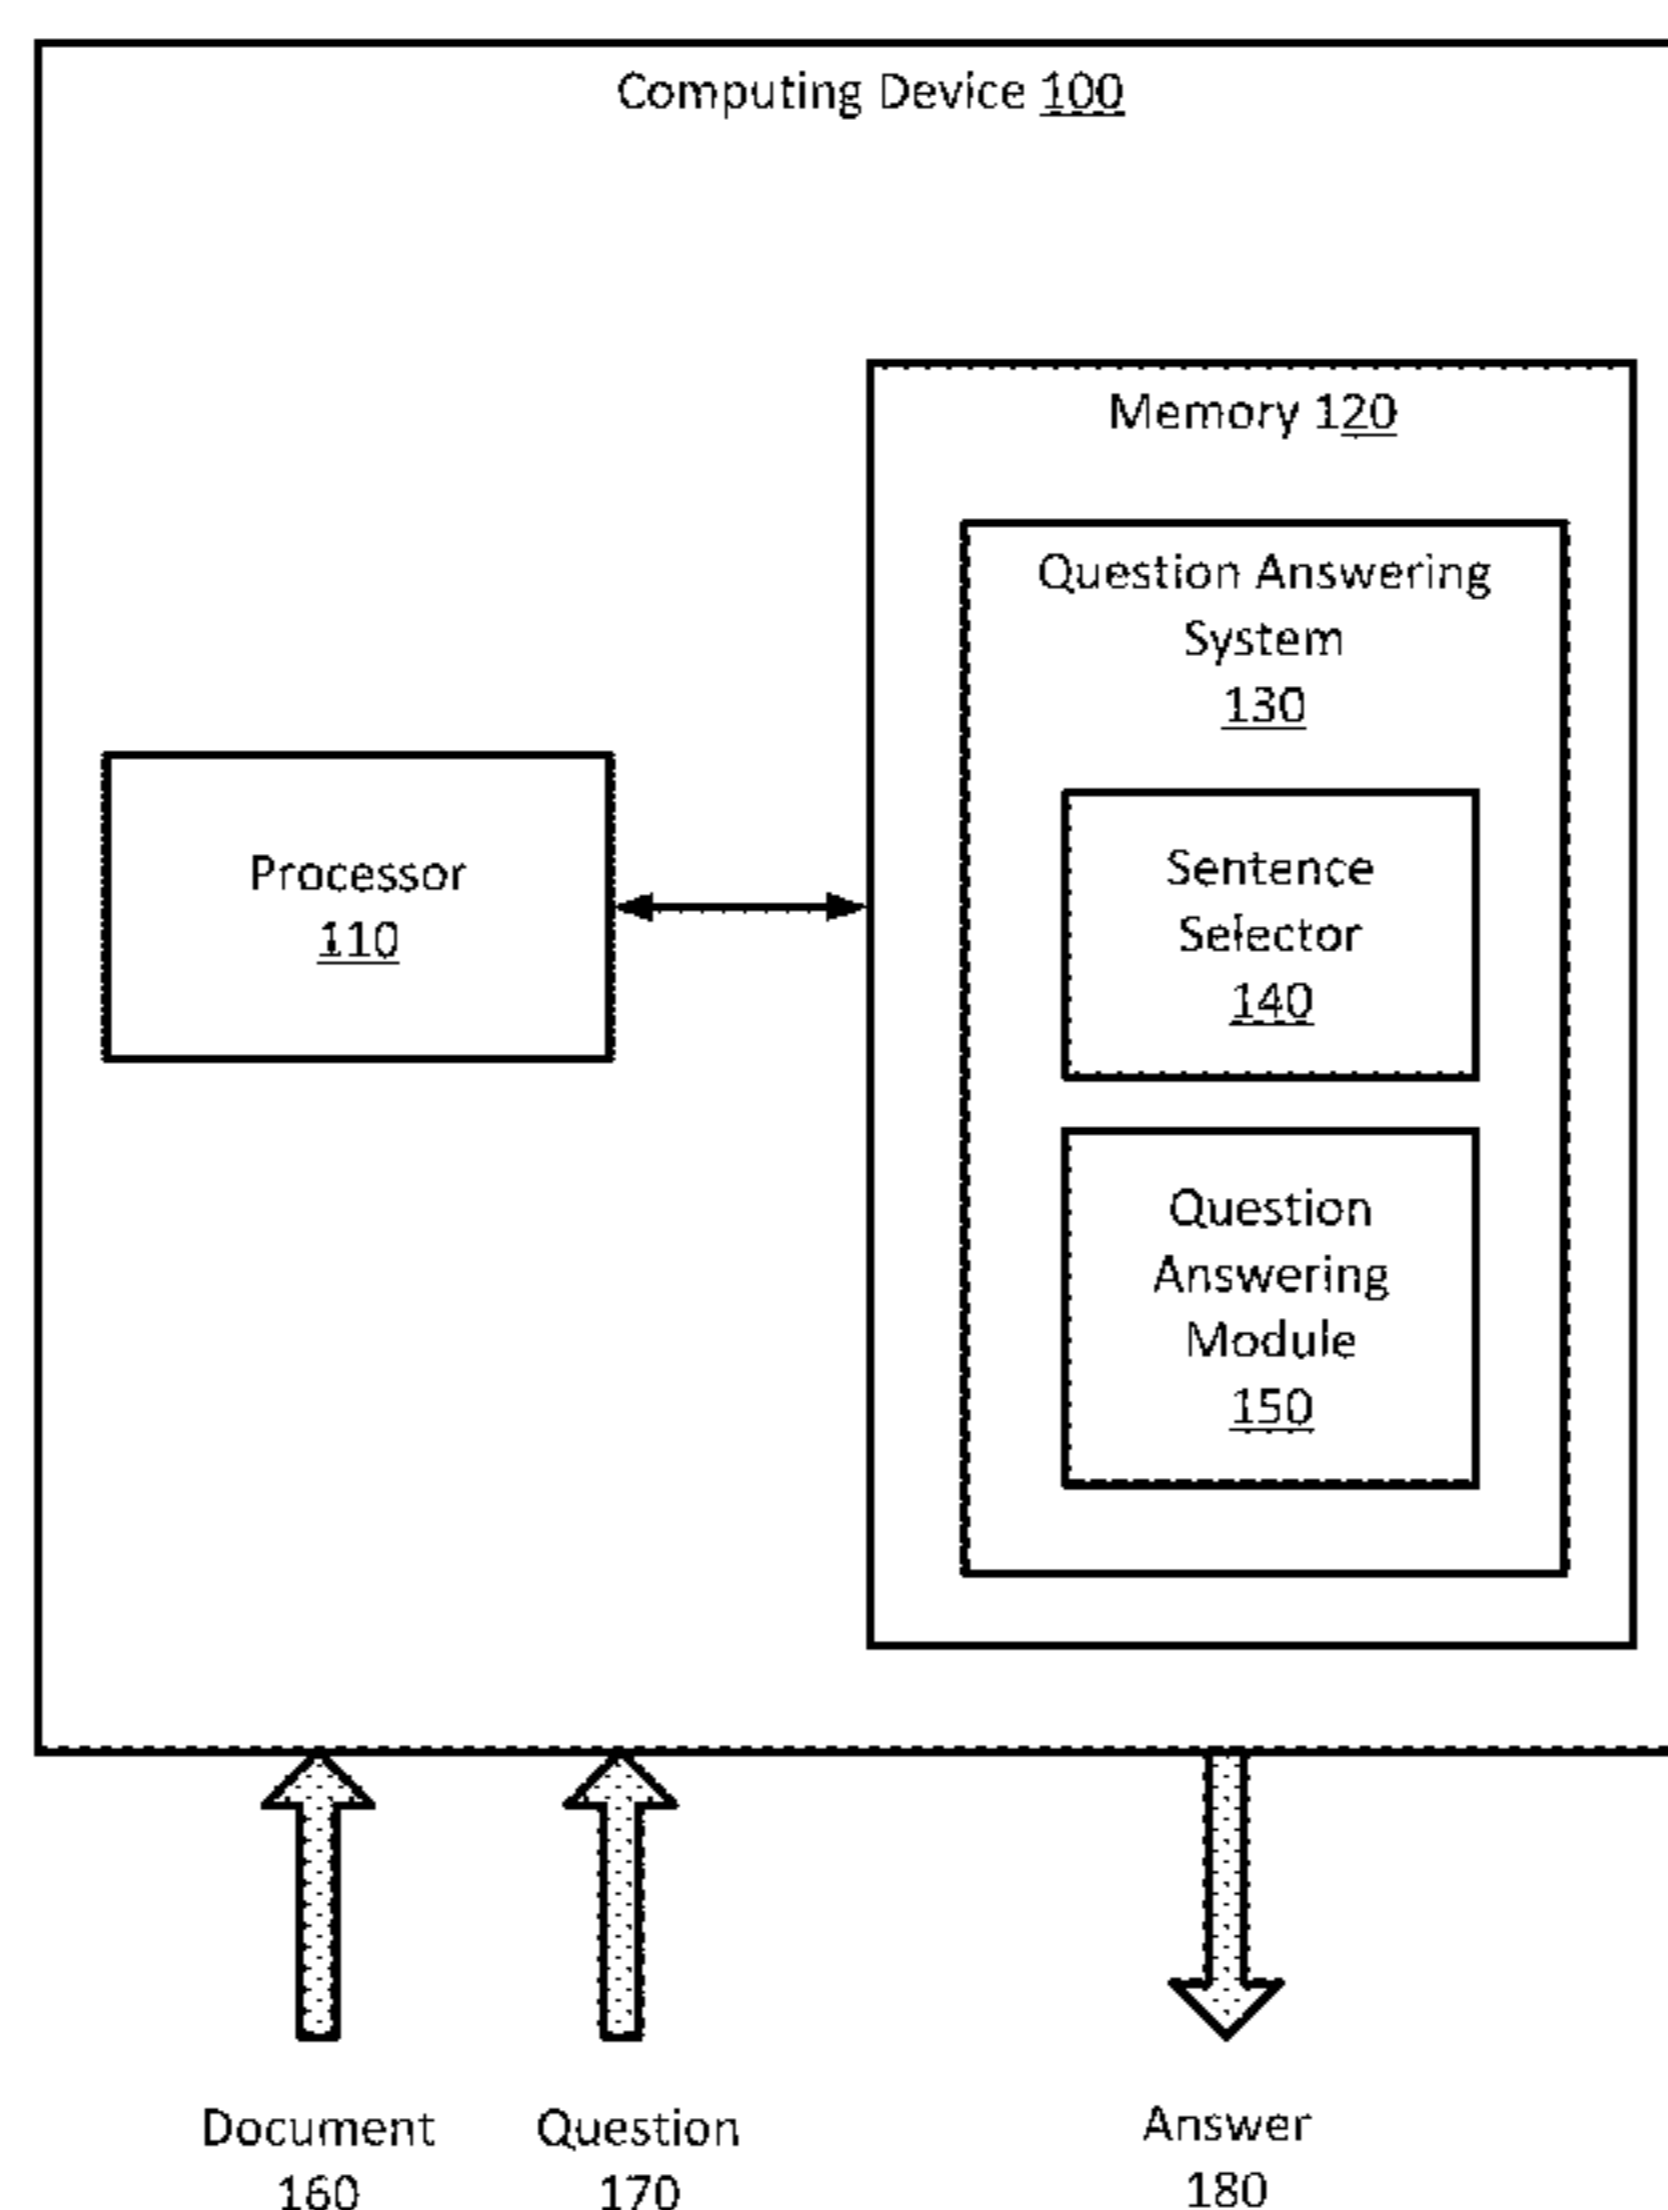 Computing Device 100
Memory 120
Question Answering
System
130
Processor
110
Sentence
Selector
140
Question
Answering
Module
150
Document
160
Question
170
Answer
180